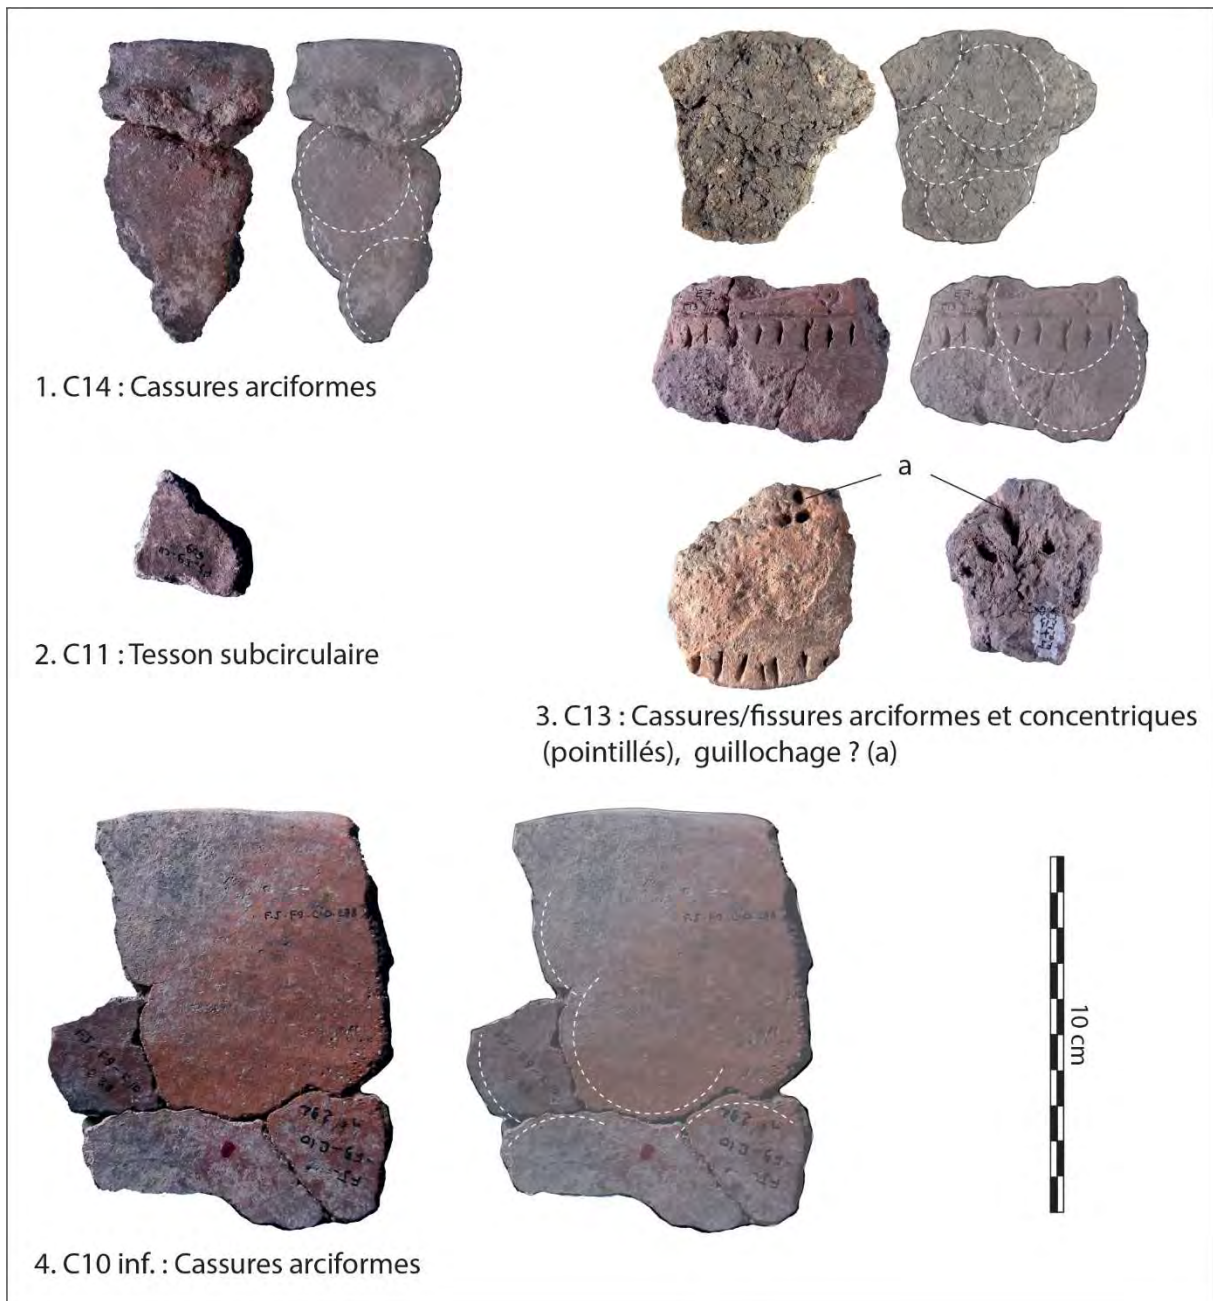 a
1. C14 : Cassures arciformes
2. C11 : Tesson subcirculaire
3. C13 : Cassures/fissures arciformes et concentriques
(pointillés), guillochage ? (a)
10 cm
4. C10 inf. : Cassures arciformes